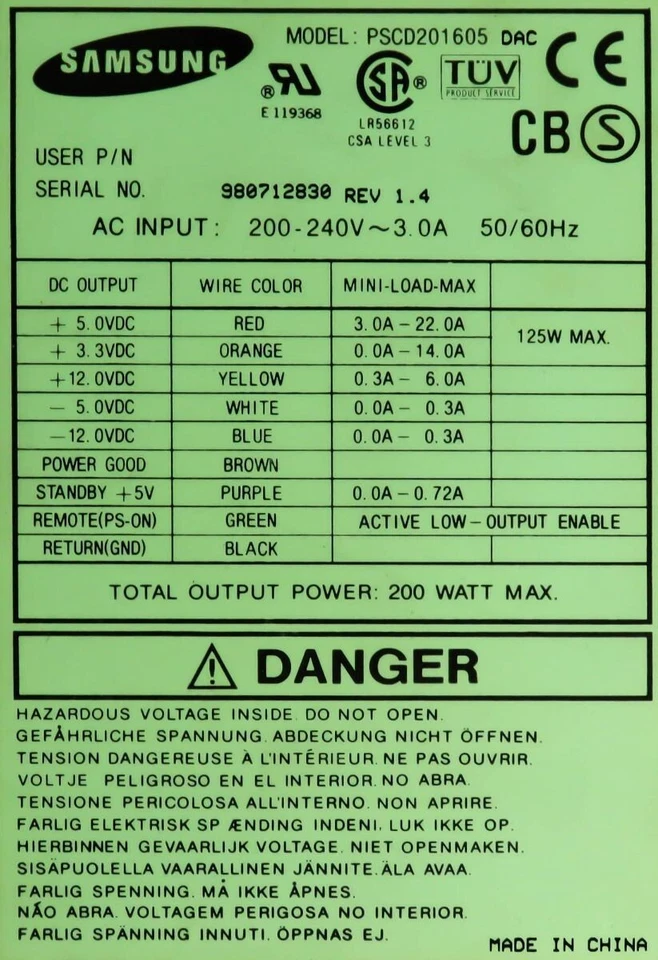 SAMSUNG
MODEL: PSCD201605 DAC
E 119368
SA
LR56612
CSA LEVEL 3
TÜV
PRODUCT SERVICE
CE
CB S
USER P/N
SERIAL NO. 980712830 REV 1.4
AC INPUT: 200-240V~3.0A 50/60Hz
DC OUTPUT WIRE COLOR MINI-LOAD-MAX
+ 5.0VDC RED 3.0A-22.0A 125W MAX.
+ 3.3VDC ORANGE 0.0A-14.0A
+12.0VDC YELLOW 0.3A- 6.0A
- 5.0VDC WHITE 0.0A- 0.3A
-12.0VDC BLUE 0.0A- 0.3A
POWER GOOD BROWN
STANDBY +5V PURPLE 0.0A-0.72A
REMOTE(PS-ON) GREEN ACTIVE LOW-OUTPUT ENABLE
RETURN(GND) BLACK
TOTAL OUTPUT POWER: 200 WATT MAX.
DANGER
HAZARDOUS VOLTAGE INSIDE. DO NOT OPEN.
GEFÅHRLICHE SPANNUNG. ABDECKUNG NICHT ÖFFNEN.
TENSION DANGEREUSE À L'INTÉRIEUR. NE PAS OUVRIR.
VOLTJE PELIGROSO EN EL INTERIOR. NO ABRA.
TENSIONE PERICOLOSA ALL'INTERNO. NON APRIRE.
FARLIG ELEKTRISK SP ÆNDING INDENI, LUK IKKE OP.
HIERBINNEN GEVAARLIJK VOLTAGE. NIET OPENMAKEN.
SISÄPUOLELLA VAARALLINEN JÄNNITE. ÄLA AVAA.
FARLIG SPENNING. MÅ IKKE ÅPNES.
NÃO ABRA. VOLTAGEM PERIGOSA NO INTERIOR.
FARLIG SPÄNNING INNUTI. ÖPPNAS EJ.
MADE IN CHINA